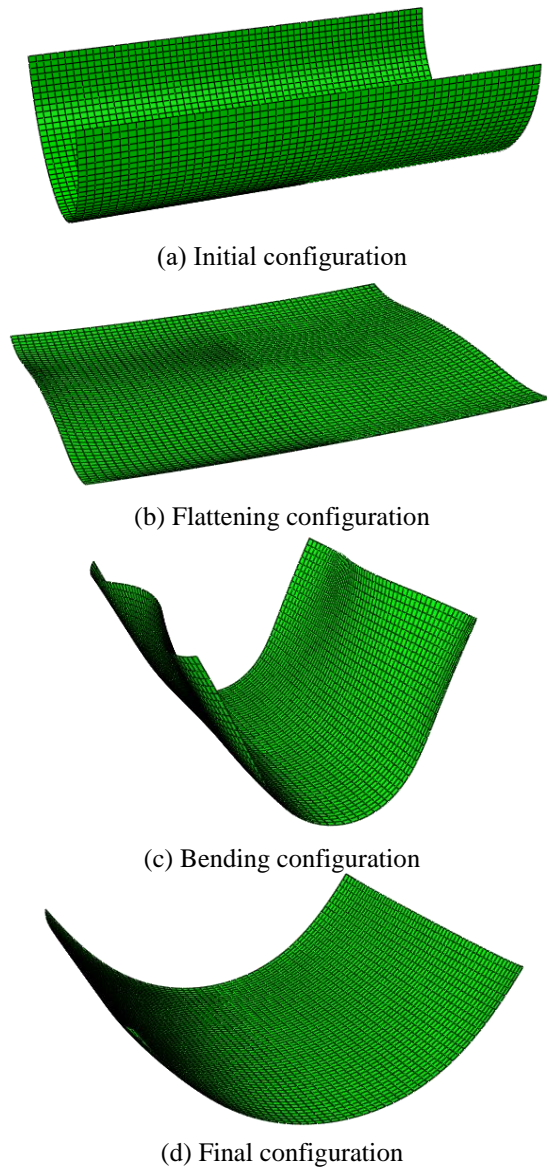 (a) Initial configuration
(b) Flattening configuration
(c) Bending configuration
(d) Final configuration